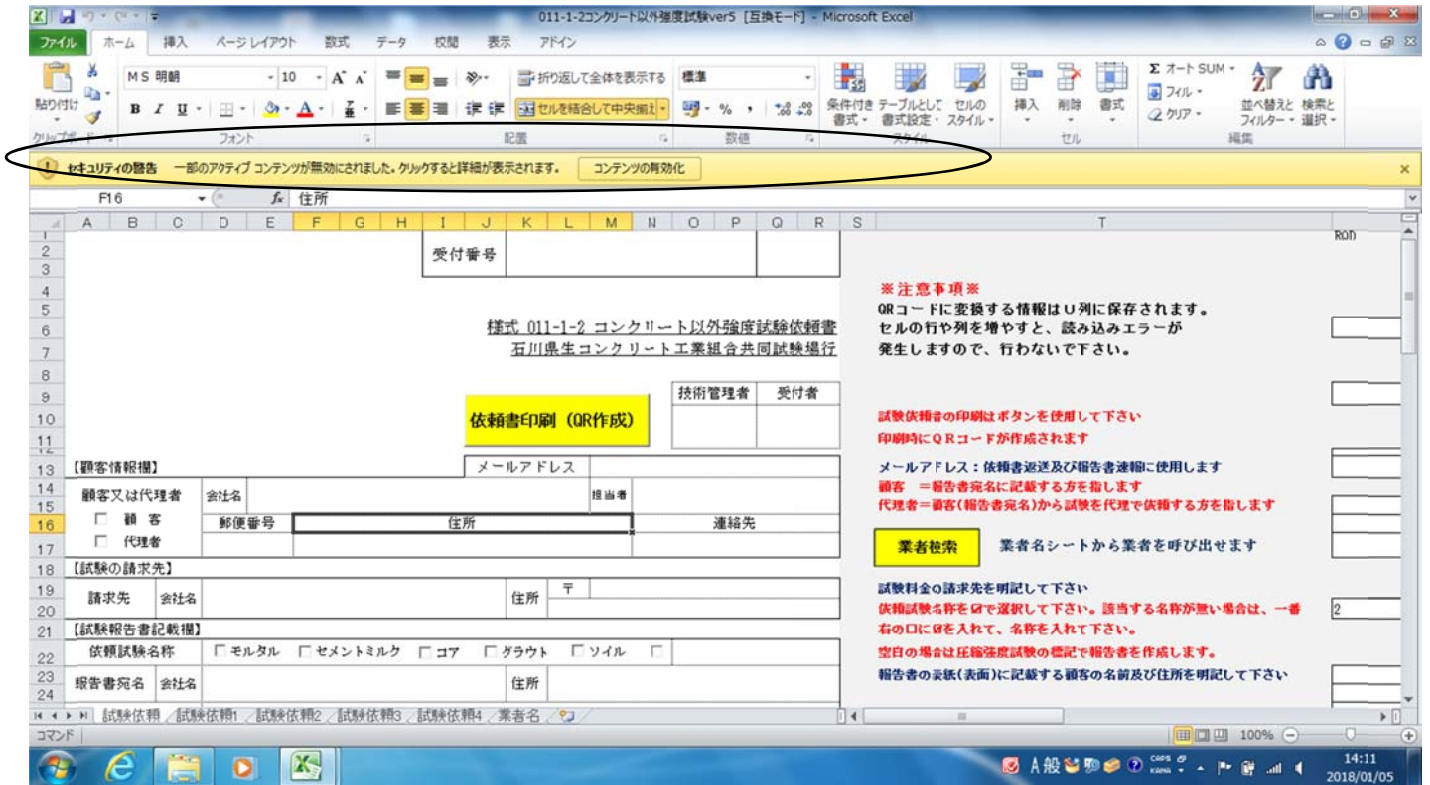 011-1-2コンクリート以外強度試験ver5 [互換モード] - Microsoft Excel
ファイル ホーム 挿入 ページ レイアウト 数式 データ 校閲 表示 アドイン
MS 明朝 10 折り返して全体を表示する 標準
貼り付け B I U セルを結合して中央揃え % 条件付き書式 テーブルとして書式設定 セルのスタイル 挿入 削除 書式 Σ オート SUM フィル クリア 並べ替えとフィルター 検索と選択
クリップボード フォント 配置 数値 スタイル セル 編集
セキュリティの警告 一部のアクティブ コンテンツが無効にされました。クリックすると詳細が表示されます。 コンテンツの有効化
F16 fx 住所
A B C D E F G H I J K L M N O P Q R S T
受付番号
※注意事項※
QRコードに変換する情報はU列に保存されます。
様式 011-1-2 コンクリート以外強度試験依頼書 セルの行や列を増やすと、読み込みエラーが
石川県生コンクリート工業組合共同試験場行 発生しますので、行わないで下さい。
技術管理者 受付者
依頼書印刷(QR作成) 試験依頼書の印刷はボタンを使用して下さい
印刷時にQRコードが作成されます
【顧客情報欄】 メールアドレス メールアドレス:依頼書返送及び報告書速報に使用します
顧客又は代理者 会社名 担当者 顧客 =報告書宛名に記載する方を指します
代理者=顧客(報告書宛名)から試験を代理で依頼する方を指します
□ 顧 客 郵便番号 住所 連絡先
□ 代理者 業者検索 業者名シートから業者を呼び出せます
【試験の請求先】
請求先 会社名 住所 〒 試験料金の請求先を明記して下さい
依頼試験名称を☑で選択して下さい。該当する名称が無い場合は、一番 2
【試験報告書記載欄】 右の口に☑を入れて、名称を入れて下さい。
依頼試験名称 □モルタル □セメントミルク □コア □グラウト □ソイル □ 空白の場合は圧縮強度試験の標記で報告書を作成します。
報告書宛名 会社名 住所 報告書の表紙(表面)に記載する顧客の名前及び住所を明記して下さい
試験依頼 試験依頼1 試験依頼2 試験依頼3 試験依頼4 業者名
コマンド 100%
A 般 CAPS KANA 14:11
2018/01/05